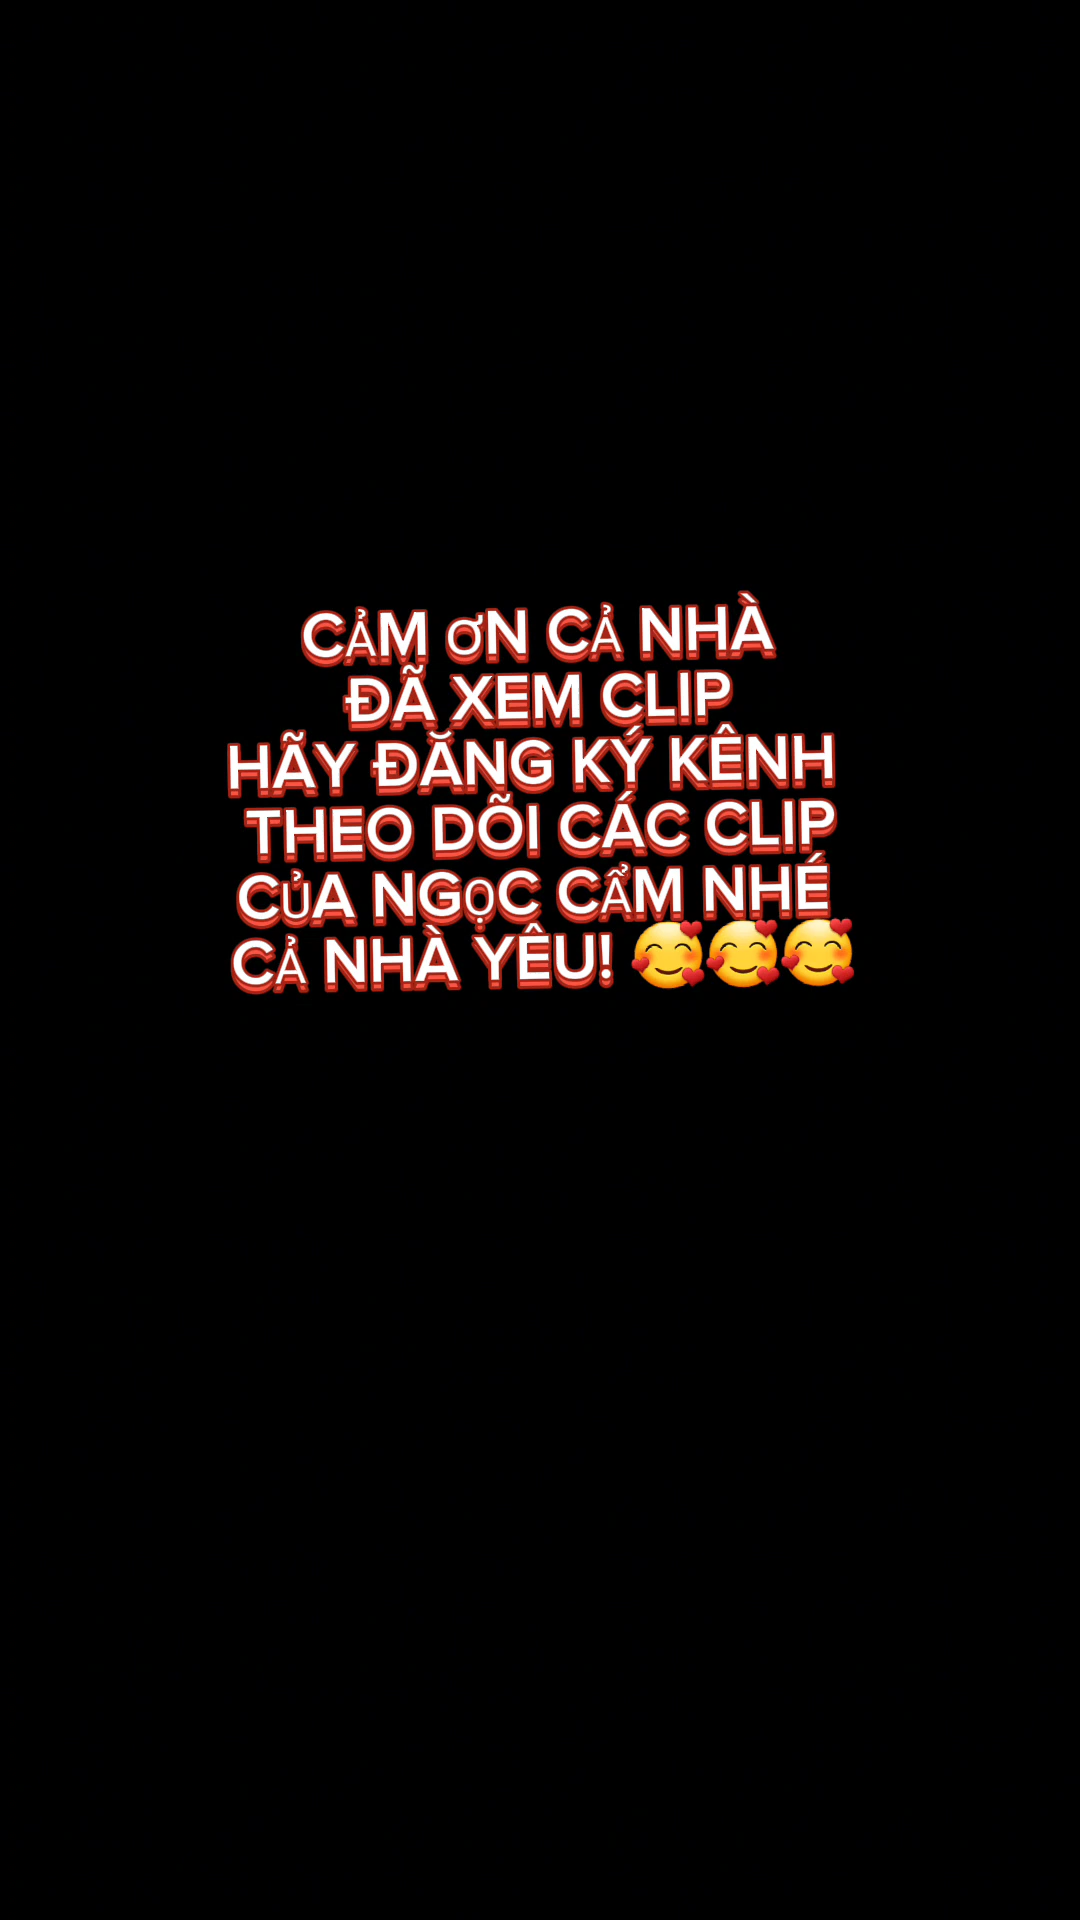 CẢM ƠN CẢ NHÀ
ĐÃ XEM CLIP
HÃY ĐĂNG KÝ KÊNH
THEO DÕI CÁC CLIP
CỦA NGỌC CẨM NHÉ
CẢ NHÀ YÊU! 🥰🥰🥰